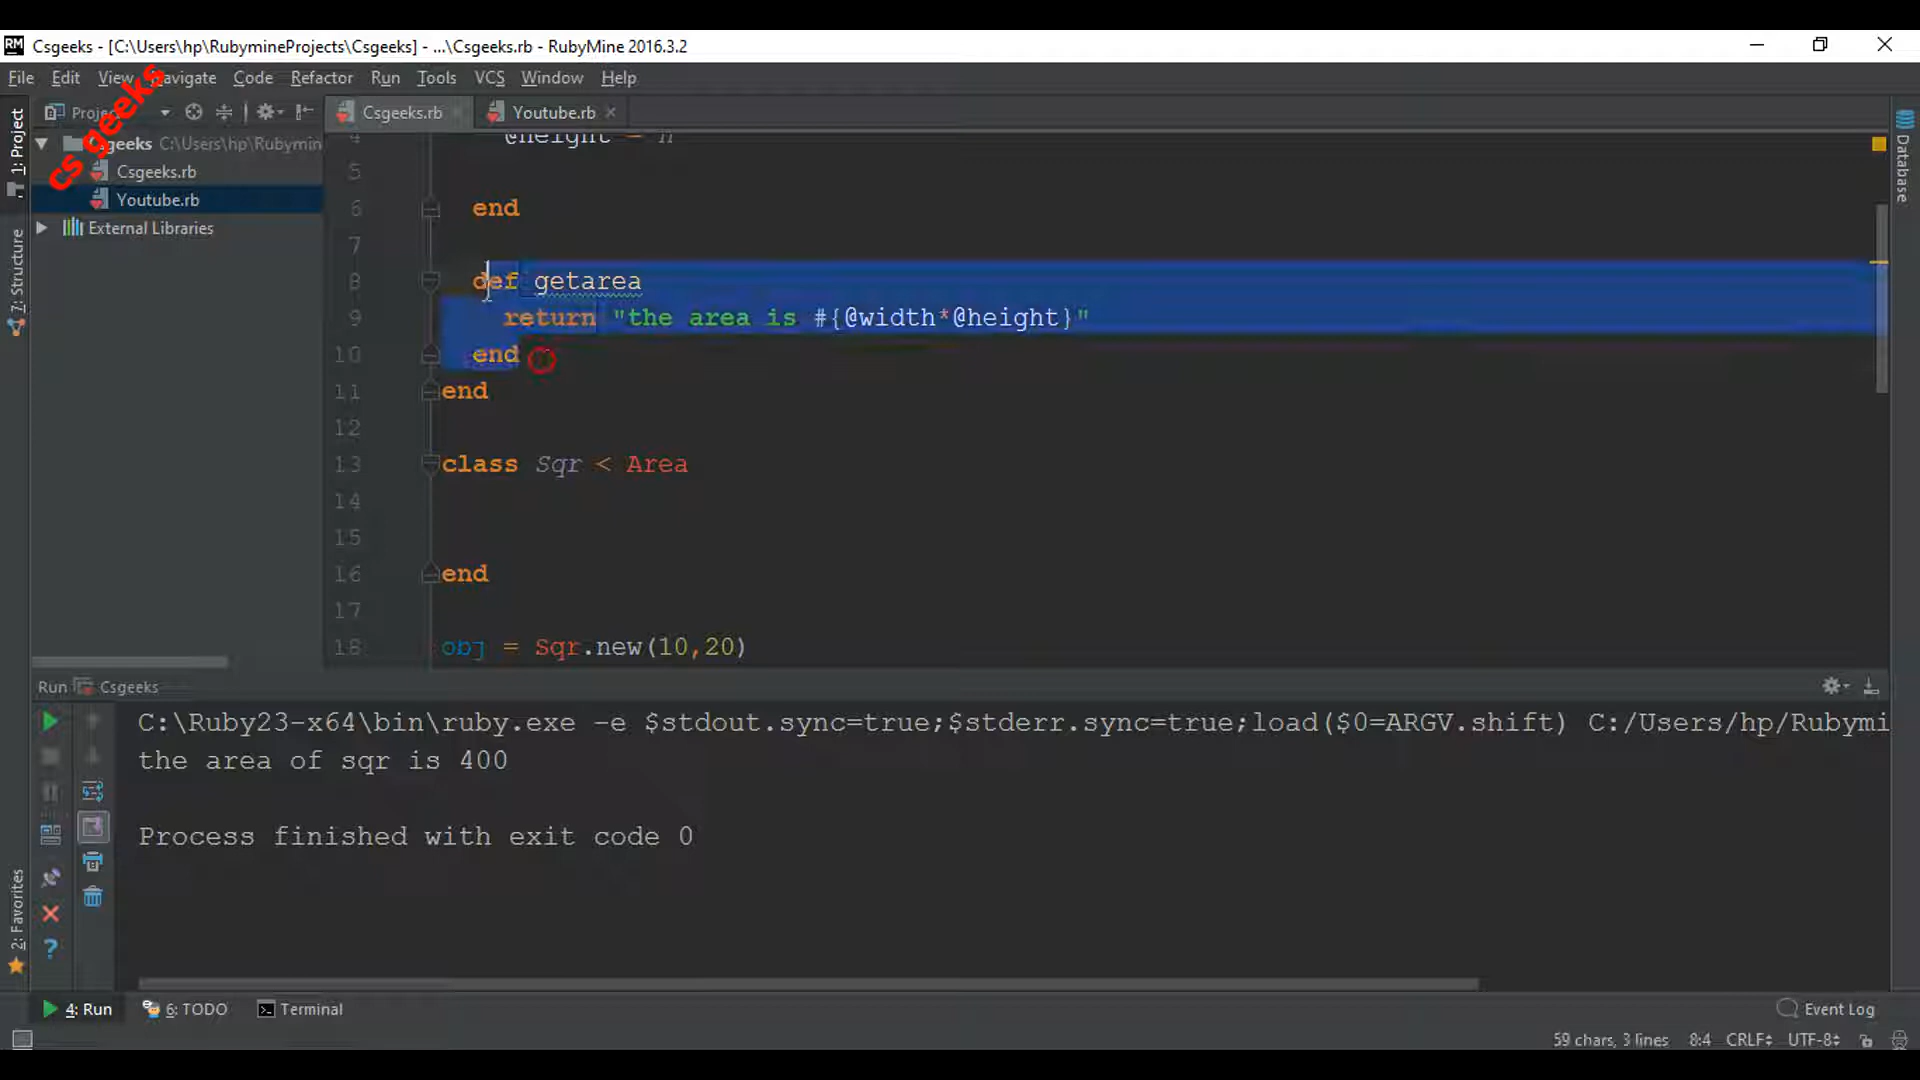 Csgeeks - [C:\Users\hp\RubymineProjects\Csgeeks] - ...\Csgeeks.rb - RubyMine 2016.3.2
File Edit View Navigate Code Refactor Run Tools VCS Window Help
cs geeks
Csgeeks.rb Youtube.rb
1: Project
Csgeeks.rb
Youtube.rb
External Libraries
7: Structure
2: Favorites
Database
4 @height = h
5
6 end
7
8 def getarea
9 return "the area is #{@width*@height}"
10 end
11 end
12
13 class Sqr < Area
14
15
16 end
17
18 obj = Sqr.new(10,20)
Run Csgeeks
C:\Ruby23-x64\bin\ruby.exe -e $stdout.sync=true;$stderr.sync=true;load($0=ARGV.shift) C:/Users/hp/Rubymi
the area of sqr is 400
Process finished with exit code 0
4: Run 6: TODO Terminal Event Log
59 chars, 3 lines 8:4 CRLF UTF-8